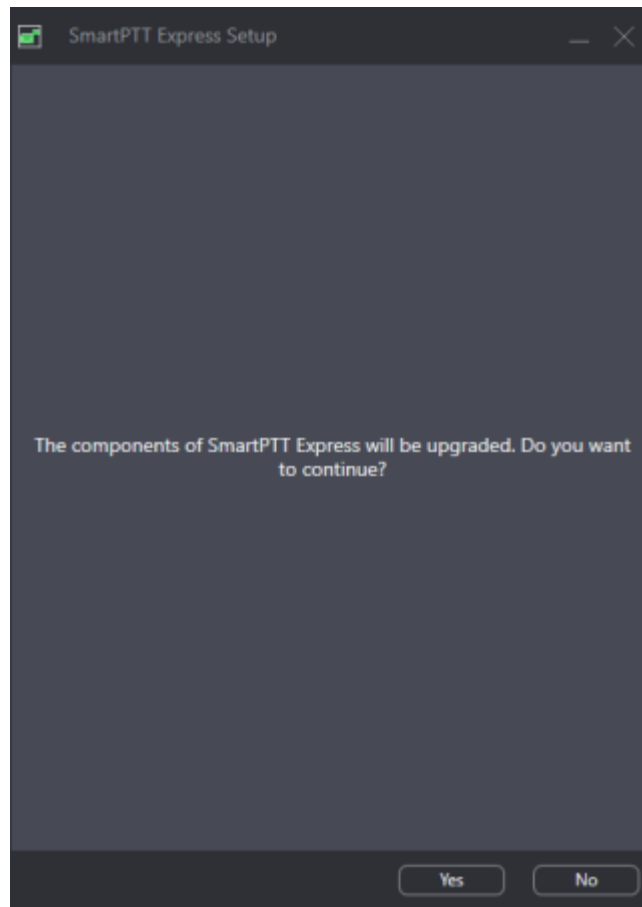 SmartPTT Express Setup
The components of SmartPTT Express will be upgraded. Do you want
to continue?
Yes
No